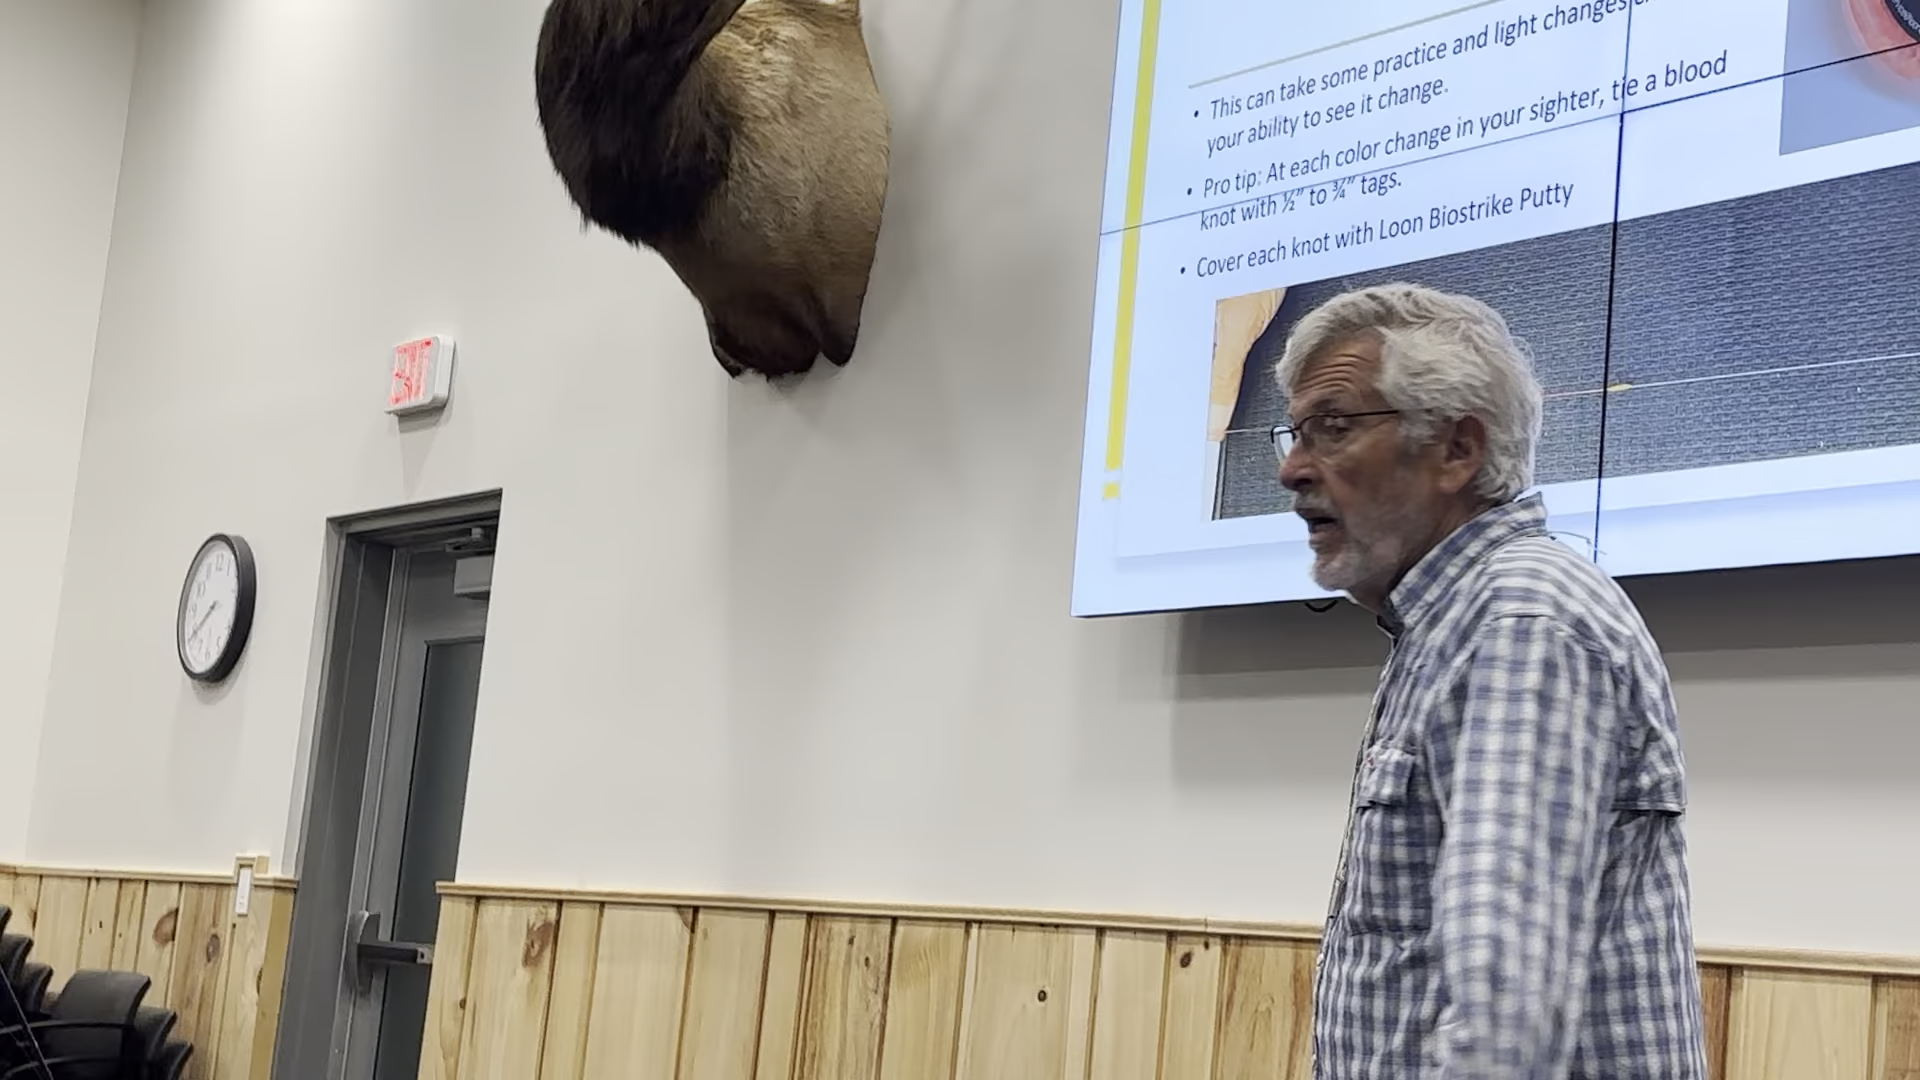 This can take some practice and light changes
your ability to see it change.
Pro tip: At each color change in your sighter, tie a blood
knot with ½" to ¾" tags.
Cover each knot with Loon Biostrike Putty
EXIT
12